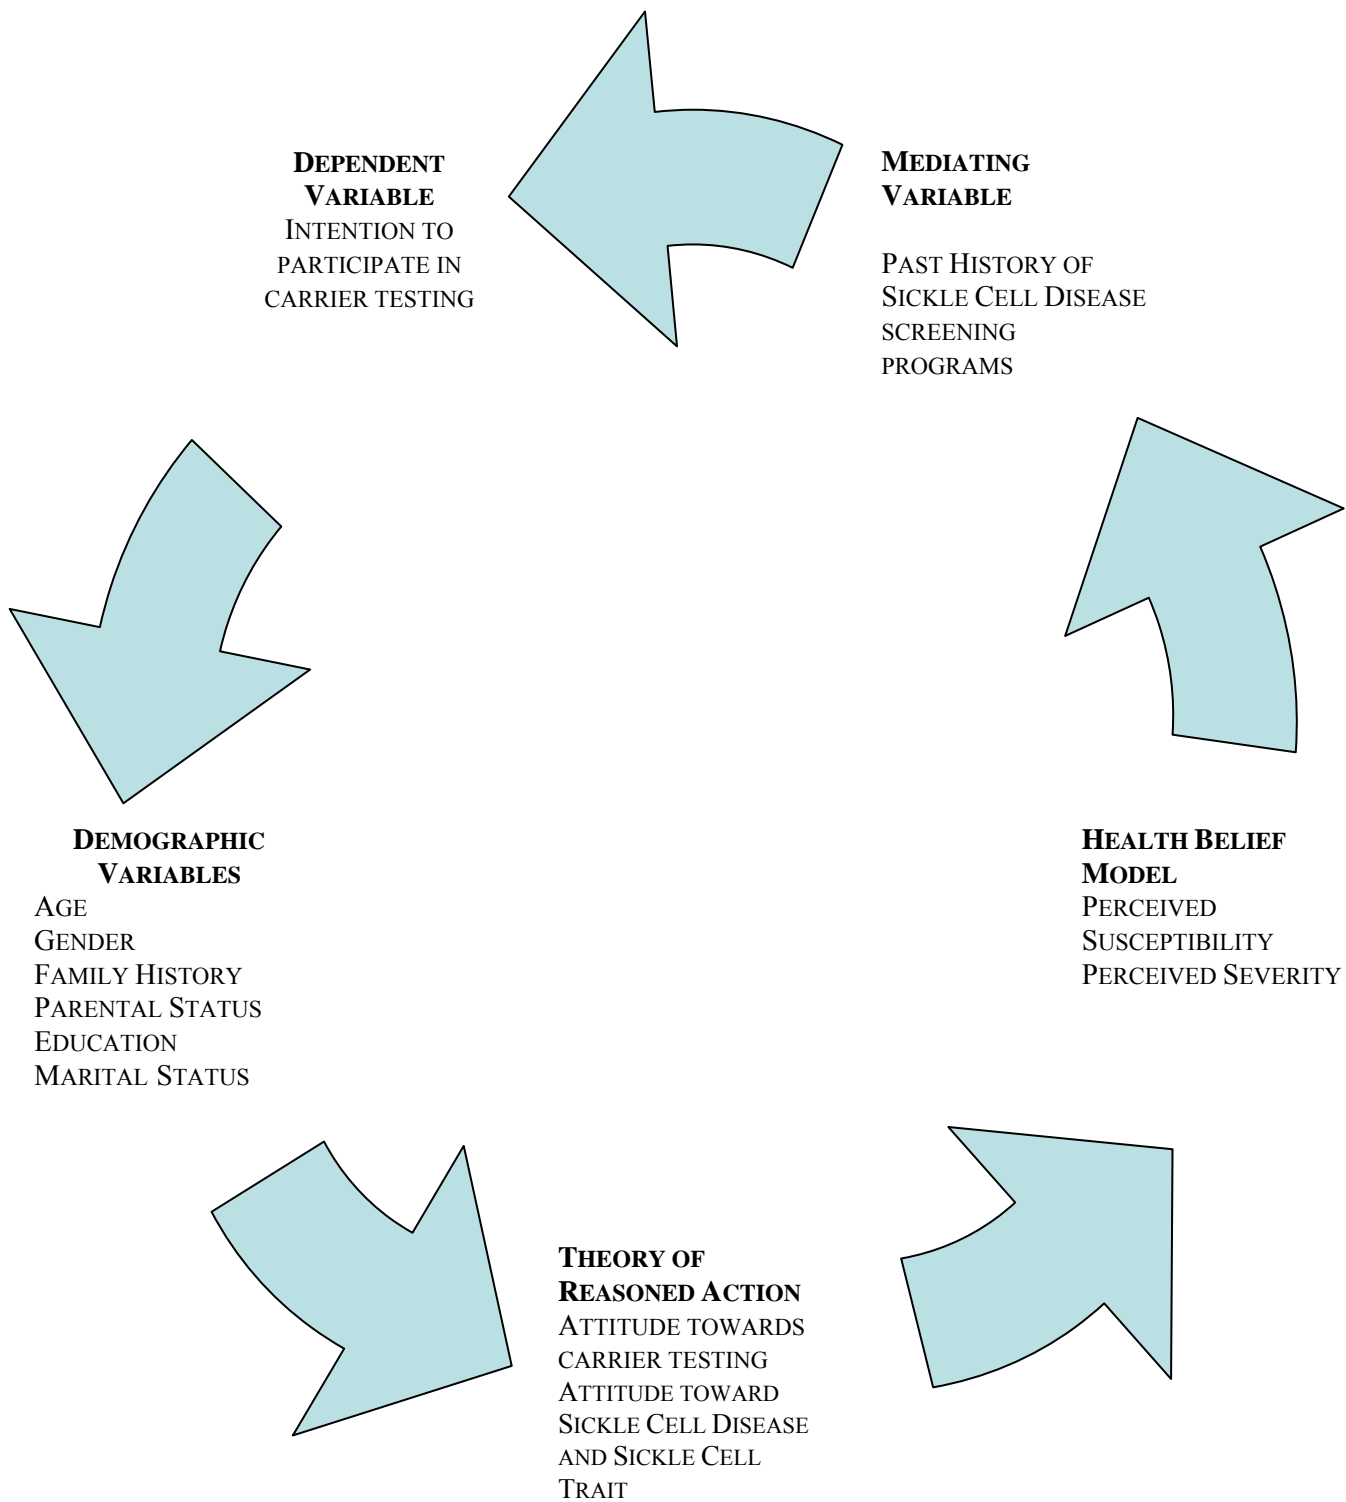 DEPENDENT
VARIABLE
INTENTION TO
PARTICIPATE IN
CARRIER TESTING
MEDIATING
VARIABLE
PAST HISTORY OF
SICKLE CELL DISEASE
SCREENING
PROGRAMS
DEMOGRAPHIC
VARIABLES
AGE
GENDER
FAMILY HISTORY
PARENTAL STATUS
EDUCATION
MARITAL STATUS
HEALTH BELIEF
MODEL
PERCEIVED
SUSCEPTIBILITY
PERCEIVED SEVERITY
THEORY OF
REASONED ACTION
ATTITUDE TOWARDS
CARRIER TESTING
ATTITUDE TOWARD
SICKLE CELL DISEASE
AND SICKLE CELL
TRAIT